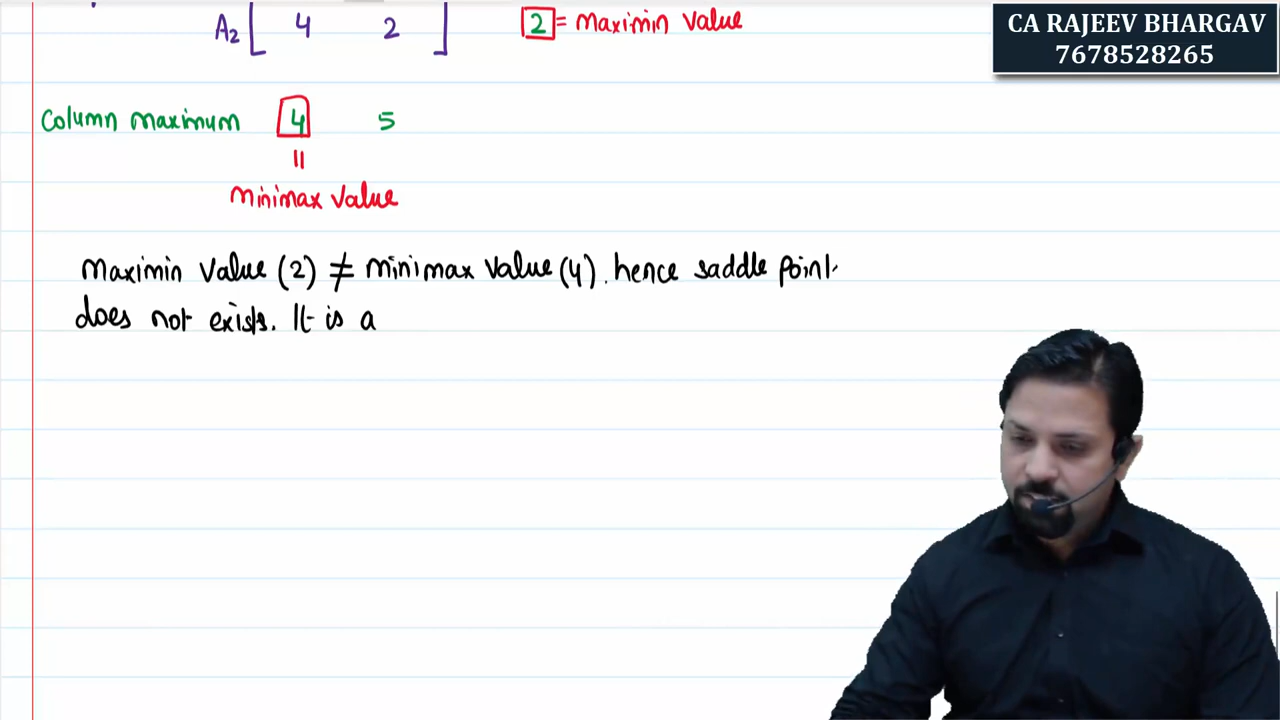 A2 [ 4 2 ] 2 = maximin value
CA RAJEEV BHARGAV
7678528265
Column maximum 4 5
=
minimax value
Maximin value (2) ≠ minimax value (4). hence saddle point
does not exists. It is a